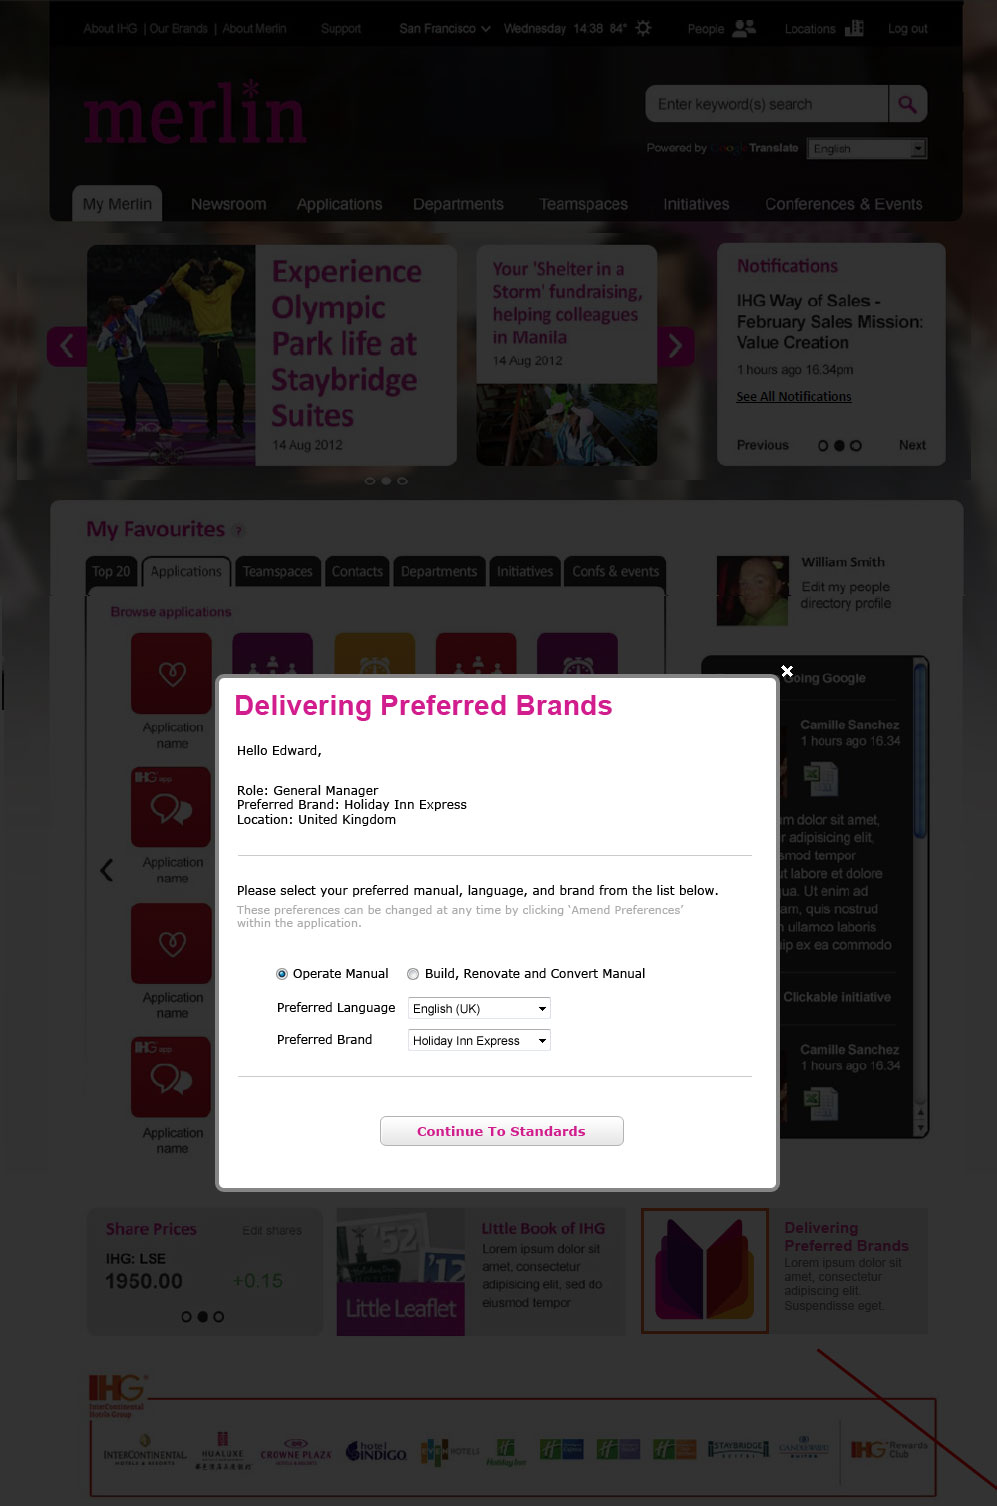 About IHG | Our Brands | About Merlin Support San Francisco Wednesday 14.38 84° People Locations Log out
merlin
Enter keyword(s) search
Powered by Google Translate English
My Merlin Newsroom Applications Departments Teamspaces Initiatives Conferences & Events
Experience
Olympic
Park life at
Staybridge
Suites
14 Aug 2012
Your 'Shelter in a
Storm' fundraising,
helping colleagues
in Manila
14 Aug 2012
Notifications
IHG Way of Sales -
February Sales Mission:
Value Creation
1 hours ago 16.34pm
See All Notifications
Previous Next
My Favourites ?
Top 20 Applications Teamspaces Contacts Departments Initiatives Confs & events
Browse applications
William Smith
Edit my people
directory profile
Application
name
IHG app
Application
name
Application
name
IHG app
Application
name
Going Google
Camille Sanchez
1 hours ago 16.34
m dolor sit amet,
r adipisicing elit,
smod tempor
t labore et dolore
ua. Ut enim ad
am, quis nostrud
n ullamco laboris
ip ex ea commodo
Clickable initiative
Camille Sanchez
1 hours ago 16.34
Delivering Preferred Brands
Hello Edward,
Role: General Manager
Preferred Brand: Holiday Inn Express
Location: United Kingdom
Please select your preferred manual, language, and brand from the list below.
These preferences can be changed at any time by clicking ‘Amend Preferences’
within the application.
Operate Manual Build, Renovate and Convert Manual
Preferred Language English (UK)
Preferred Brand Holiday Inn Express
Continue To Standards
Share Prices Edit shares
IHG: LSE
1950.00 +0.15
'52
'12
Little Leaflet
Little Book of IHG
Lorem ipsum dolor sit
amet, consectetur
adipisicing elit, sed do
eiusmod tempor
Delivering
Preferred Brands
Lorem ipsum dolor sit
amet, consectetur
adipiscing elit.
Suspendisse eget.
IHG
InterContinental
Hotels Group
INTERCONTINENTAL
HOTELS & RESORTS
HUALUXE
CROWNE PLAZA
HOTELS & RESORTS
hotel
INDIGO
EVEN HOTELS
Holiday Inn
STAYBRIDGE
SUITES
CANDLEWOOD
SUITES
IHG Rewards
Club